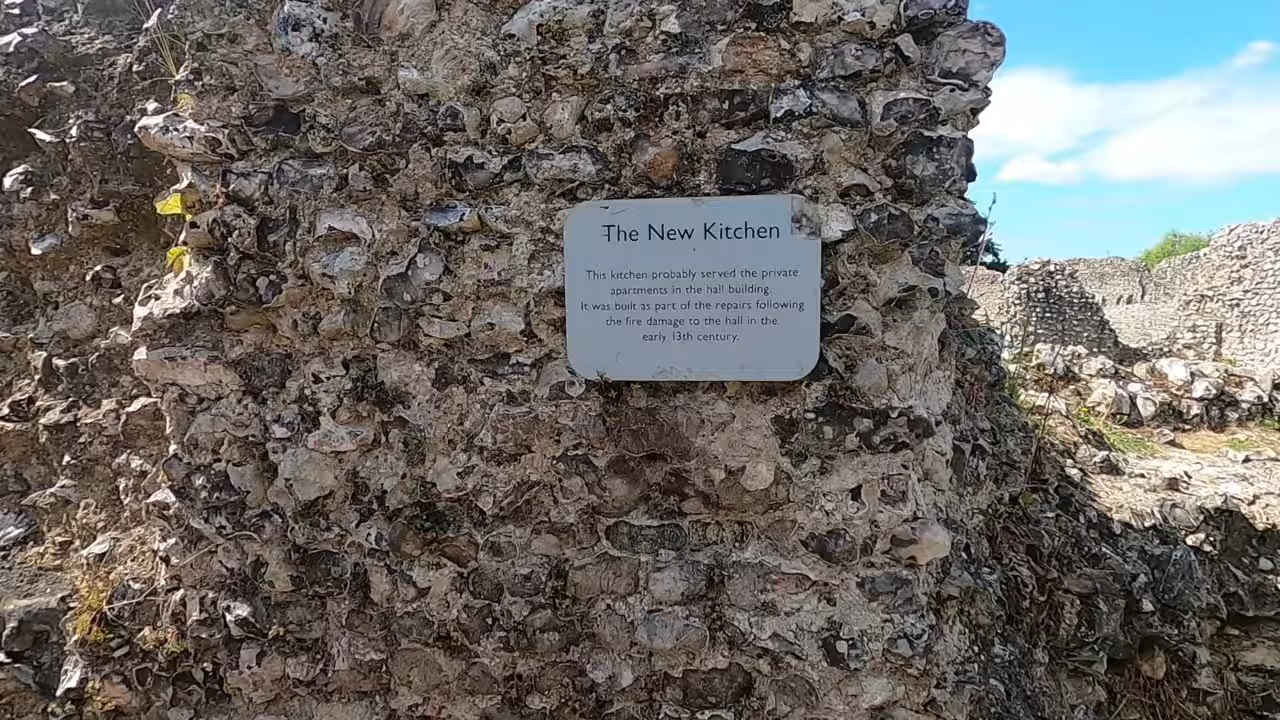 The New Kitchen
This kitchen probably served the private
apartments in the hall building.
It was built as part of the repairs following
the fire damage to the hall in the
early 13th century.